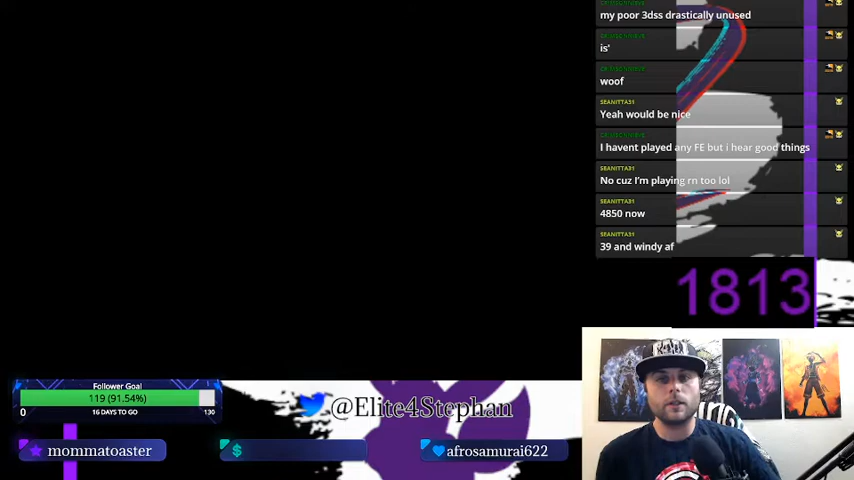 my poor 3dss drastically unused
is'
woof
SEANITTA31
Yeah would be nice
I havent played any FE but i hear good things
SEANITTA31
No cuz I'm playing rn too lol
SEANITTA31
4850 now
SEANITTA31
39 and windy af
1813
Follower Goal
119 (91.54%)
0
16 DAYS TO GO
130
@Elite4Stephan
mommatoaster
$
afrosamurai622